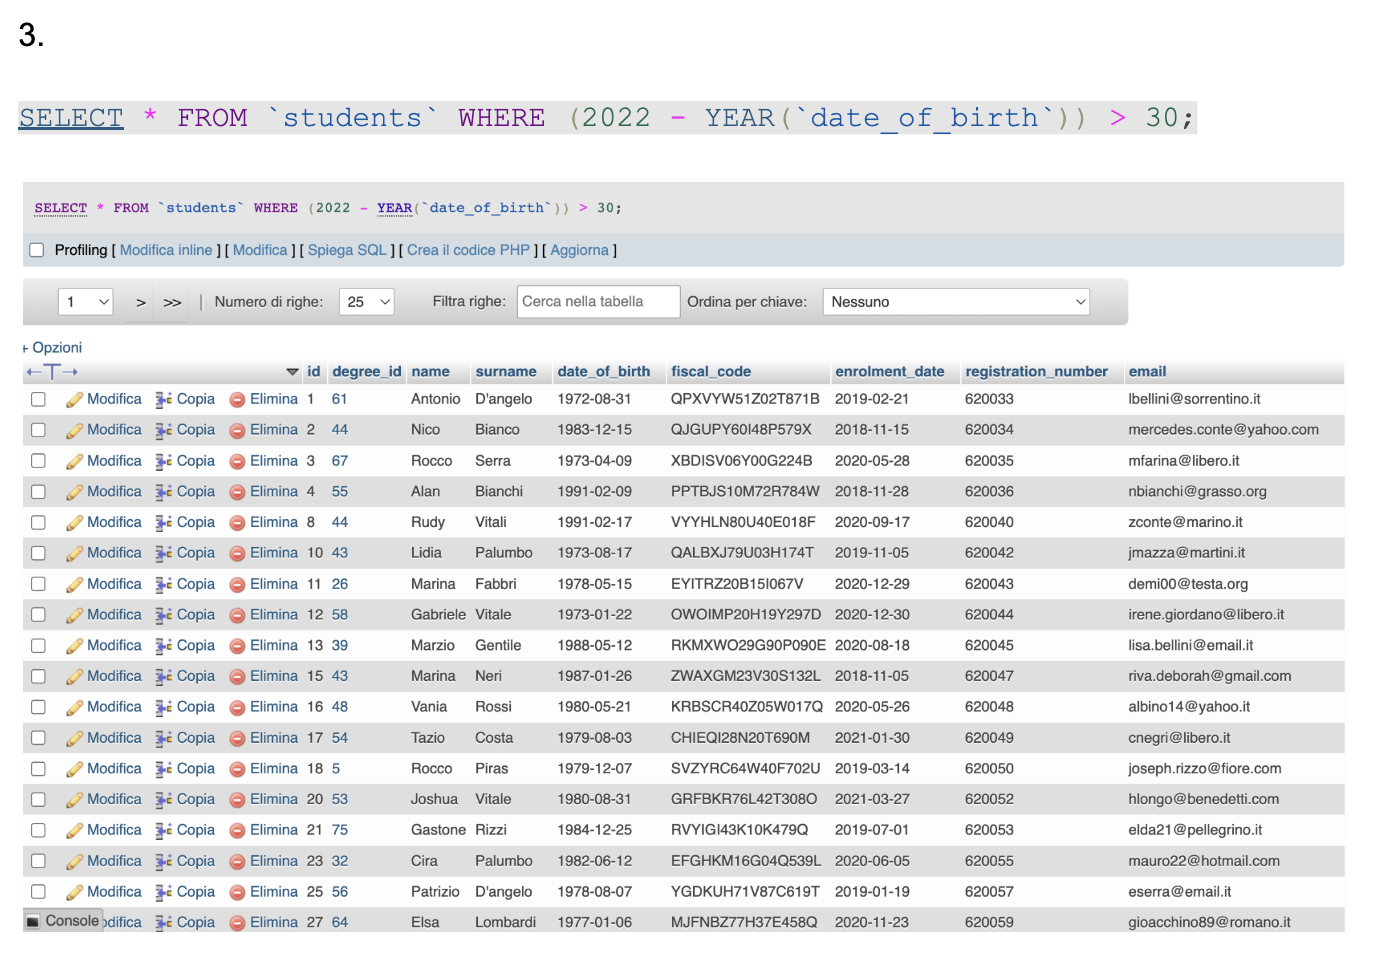 3.
SELECT * FROM `students` WHERE (2022 - YEAR(`date_of_birth`)) > 30;
SELECT * FROM `students` WHERE (2022 - YEAR(`date_of_birth`)) > 30;
Profiling [ Modifica inline ] [ Modifica ] [ Spiega SQL ] [ Crea il codice PHP ] [ Aggiorna ]
1 > >> | Numero di righe: 25 Filtra righe: Cerca nella tabella Ordina per chiave: Nessuno
+ Opzioni
←T→ id degree_id name surname date_of_birth fiscal_code enrolment_date registration_number email
Modifica Copia Elimina 1 61 Antonio D'angelo 1972-08-31 QPXVYW51Z02T871B 2019-02-21 620033 lbellini@sorrentino.it
Modifica Copia Elimina 2 44 Nico Bianco 1983-12-15 QJGUPY60I48P579X 2018-11-15 620034 mercedes.conte@yahoo.com
Modifica Copia Elimina 3 67 Rocco Serra 1973-04-09 XBDISV06Y00G224B 2020-05-28 620035 mfarina@libero.it
Modifica Copia Elimina 4 55 Alan Bianchi 1991-02-09 PPTBJS10M72R784W 2018-11-28 620036 nbianchi@grasso.org
Modifica Copia Elimina 8 44 Rudy Vitali 1991-02-17 VYYHLN80U40E018F 2020-09-17 620040 zconte@marino.it
Modifica Copia Elimina 10 43 Lidia Palumbo 1973-08-17 QALBXJ79U03H174T 2019-11-05 620042 jmazza@martini.it
Modifica Copia Elimina 11 26 Marina Fabbri 1978-05-15 EYITRZ20B15I067V 2020-12-29 620043 demi00@testa.org
Modifica Copia Elimina 12 58 Gabriele Vitale 1973-01-22 OWOIMP20H19Y297D 2020-12-30 620044 irene.giordano@libero.it
Modifica Copia Elimina 13 39 Marzio Gentile 1988-05-12 RKMXWO29G90P090E 2020-08-18 620045 lisa.bellini@email.it
Modifica Copia Elimina 15 43 Marina Neri 1987-01-26 ZWAXGM23V30S132L 2018-11-05 620047 riva.deborah@gmail.com
Modifica Copia Elimina 16 48 Vania Rossi 1980-05-21 KRBSCR40Z05W017Q 2020-05-26 620048 albino14@yahoo.it
Modifica Copia Elimina 17 54 Tazio Costa 1979-08-03 CHIEQI28N20T690M 2021-01-30 620049 cnegri@libero.it
Modifica Copia Elimina 18 5 Rocco Piras 1979-12-07 SVZYRC64W40F702U 2019-03-14 620050 joseph.rizzo@fiore.com
Modifica Copia Elimina 20 53 Joshua Vitale 1980-08-31 GRFBKR76L42T308O 2021-03-27 620052 hlongo@benedetti.com
Modifica Copia Elimina 21 75 Gastone Rizzi 1984-12-25 RVYIGI43K10K479Q 2019-07-01 620053 elda21@pellegrino.it
Modifica Copia Elimina 23 32 Cira Palumbo 1982-06-12 EFGHKM16G04Q539L 2020-06-05 620055 mauro22@hotmail.com
Modifica Copia Elimina 25 56 Patrizio D'angelo 1978-08-07 YGDKUH71V87C619T 2019-01-19 620057 eserra@email.it
Console odifica Copia Elimina 27 64 Elsa Lombardi 1977-01-06 MJFNBZ77H37E458Q 2020-11-23 620059 gioacchino89@romano.it